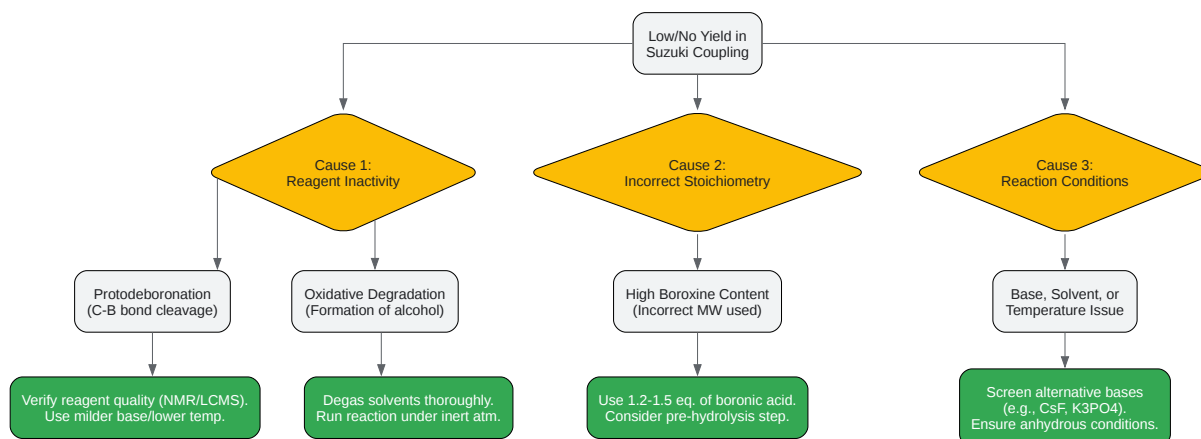 Low/No Yield in
Suzuki Coupling
Cause 1:
Reagent Inactivity
Cause 2:
Incorrect Stoichiometry
Cause 3:
Reaction Conditions
Protodeboronation
(C-B bond cleavage)
Oxidative Degradation
(Formation of alcohol)
High Boroxine Content
(Incorrect MW used)
Base, Solvent, or
Temperature Issue
Verify reagent quality (NMR/LCMS).
Use milder base/lower temp.
Degas solvents thoroughly.
Run reaction under inert atm.
Use 1.2-1.5 eq. of boronic acid.
Consider pre-hydrolysis step.
Screen alternative bases
(e.g., CsF, K3PO4).
Ensure anhydrous conditions.